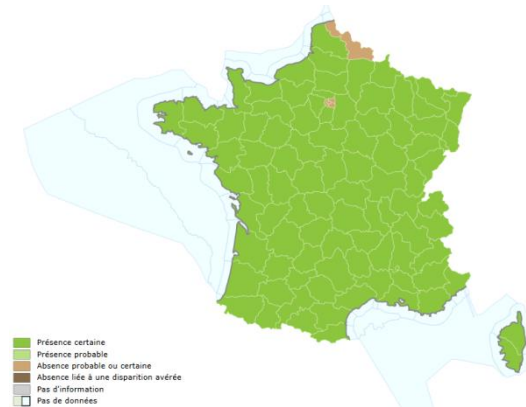 Présence certaine
Présence probable
Absence probable ou certaine
Absence liée à une disparition avérée
Pas d'information
Pas de données